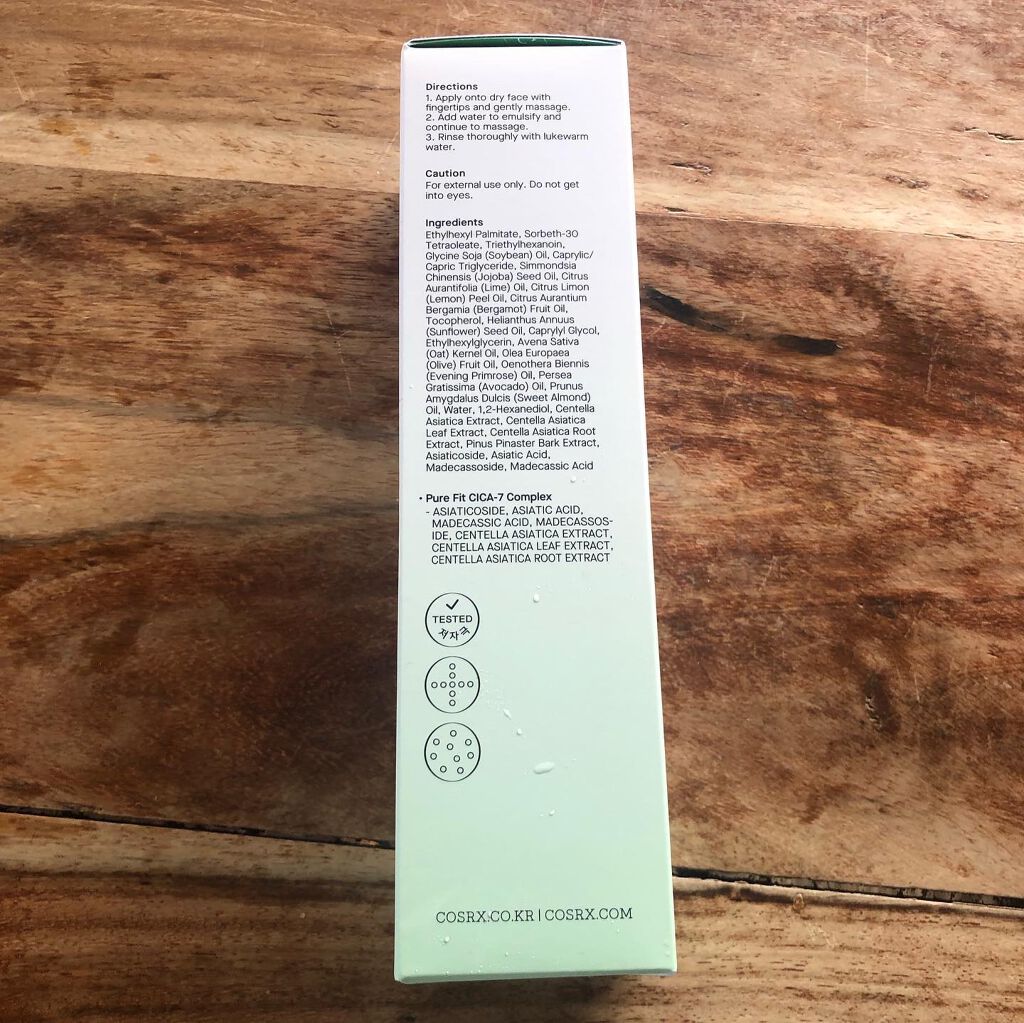 Directions
1. Apply onto dry face with
fingertips and gently massage.
2. Add water to emulsify and
continue to massage.
3. Rinse thoroughly with lukewarm
water.
Caution
For external use only. Do not get
into eyes.
Ingredients
Ethylhexyl Palmitate, Sorbeth-30
Tetraoleate, Triethylhexanoin,
Glycine Soja (Soybean) Oil, Caprylic/
Capric Triglyceride, Simmondsia
Chinensis (Jojoba) Seed Oil, Citrus
Aurantifolia (Lime) Oil, Citrus Limon
(Lemon) Peel Oil, Citrus Aurantium
Bergamia (Bergamot) Fruit Oil,
Tocopherol, Helianthus Annuus
(Sunflower) Seed Oil, Caprylyl Glycol,
Ethylhexylglycerin, Avena Sativa
(Oat) Kernel Oil, Olea Europaea
(Olive) Fruit Oil, Oenothera Biennis
(Evening Primrose) Oil, Persea
Gratissima (Avocado) Oil, Prunus
Amygdalus Dulcis (Sweet Almond)
Oil, Water, 1,2-Hexanediol, Centella
Asiatica Extract, Centella Asiatica
Leaf Extract, Centella Asiatica Root
Extract, Pinus Pinaster Bark Extract,
Asiaticoside, Asiatic Acid,
Madecassoside, Madecassic Acid
• Pure Fit CICA-7 Complex
- ASIATICOSIDE, ASIATIC ACID,
MADECASSIC ACID, MADECASSOS-
IDE, CENTELLA ASIATICA EXTRACT,
CENTELLA ASIATICA LEAF EXTRACT,
CENTELLA ASIATICA ROOT EXTRACT
TESTED
저자극
COSRX.CO.KR | COSRX.COM